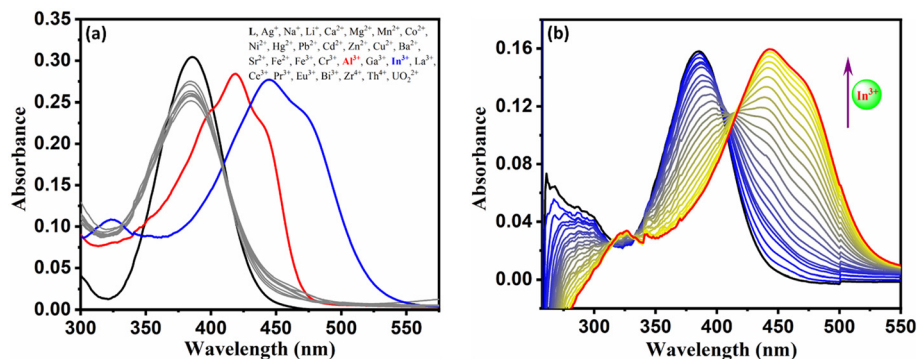 (a)
L, Ag⁺, Na⁺, Li⁺, Ca²⁺, Mg²⁺, Mn²⁺, Co²⁺,
Ni²⁺, Hg²⁺, Pb²⁺, Cd²⁺, Zn²⁺, Cu²⁺, Ba²⁺,
Sr²⁺, Fe²⁺, Fe³⁺, Cr³⁺, Al³⁺, Ga³⁺, In³⁺, La³⁺,
Ce³⁺, Pr³⁺, Eu³⁺, Bi³⁺, Zr⁴⁺, Th⁴⁺, UO₂²⁺
Absorbance
0.35
0.30
0.25
0.20
0.15
0.10
0.05
0.00
300 350 400 450 500 550
Wavelength (nm)
(b)
In³⁺
Absorbance
0.16
0.12
0.08
0.04
0.00
300 350 400 450 500 550
Wavelength (nm)